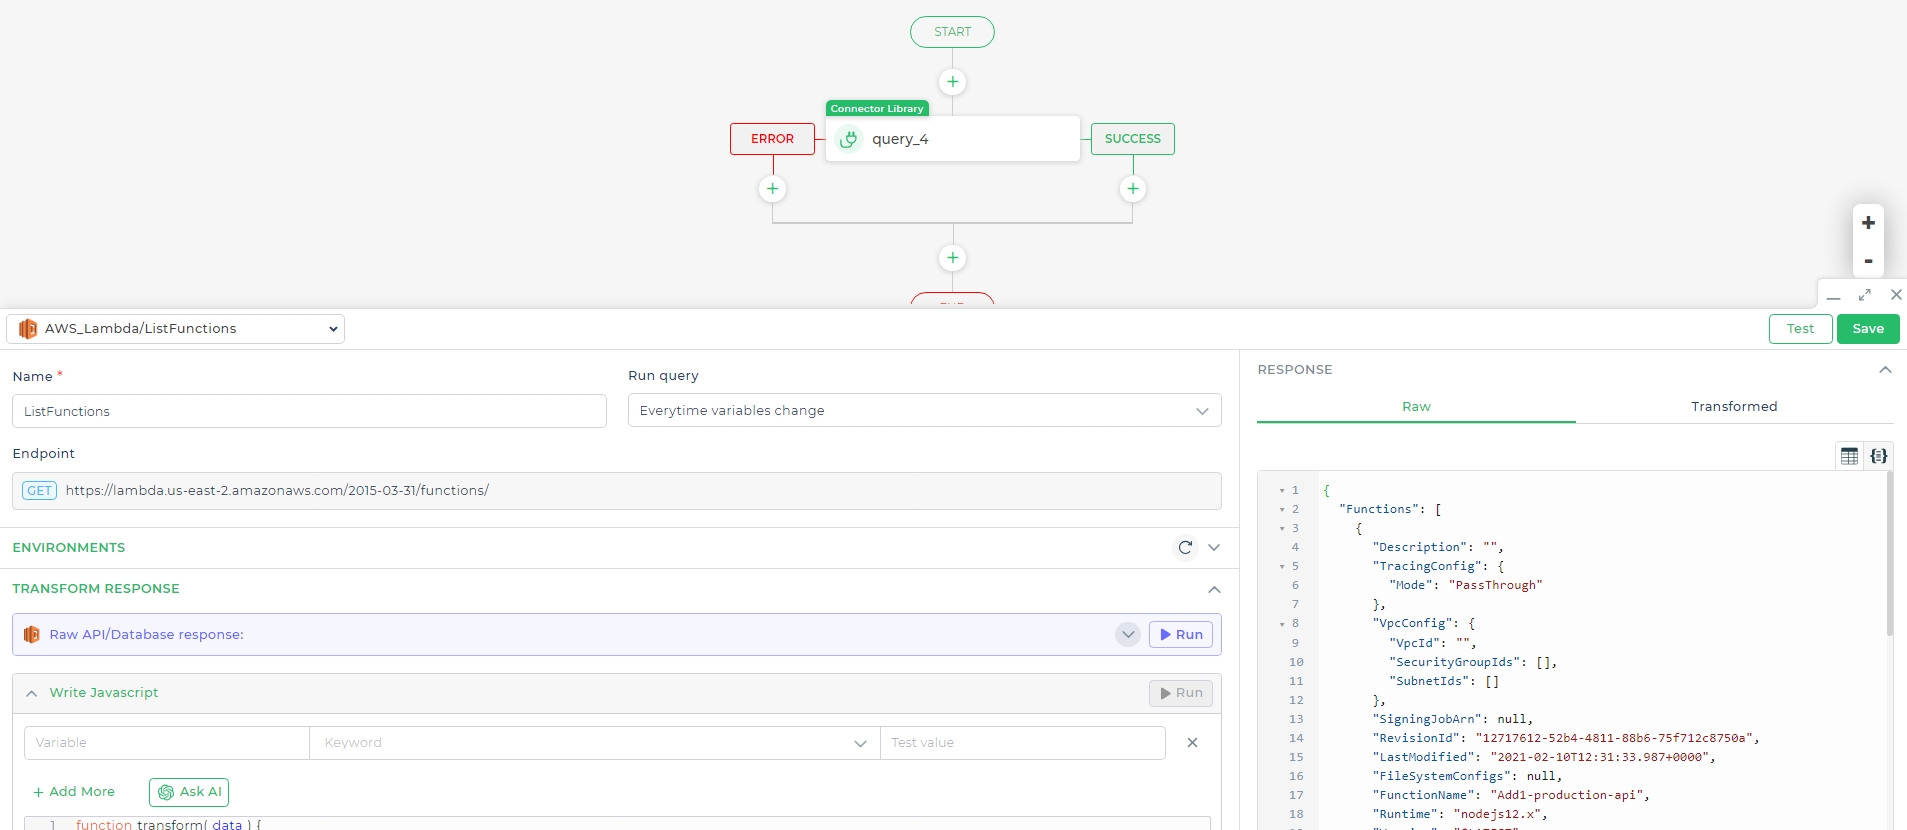 START
+
Connector Library
ERROR
query_4
SUCCESS
+
+
+
+
-
AWS_Lambda/ListFunctions
Test
Save
Name *
Run query
ListFunctions
Everytime variables change
Endpoint
GET https://lambda.us-east-2.amazonaws.com/2015-03-31/functions/
ENVIRONMENTS
TRANSFORM RESPONSE
Raw API/Database response:
Run
Write Javascript
Run
Variable
Keyword
Test value
+ Add More
Ask AI
1 function transform( data ) {
RESPONSE
Raw
Transformed
1 {
2 "Functions": [
3 {
4 "Description": "",
5 "TracingConfig": {
6 "Mode": "PassThrough"
7 },
8 "VpcConfig": {
9 "VpcId": "",
10 "SecurityGroupIds": [],
11 "SubnetIds": []
12 },
13 "SigningJobArn": null,
14 "RevisionId": "12717612-52b4-4811-88b6-75f712c8750a",
15 "LastModified": "2021-02-10T12:31:33.987+0000",
16 "FileSystemConfigs": null,
17 "FunctionName": "Add1-production-api",
18 "Runtime": "nodejs12.x",